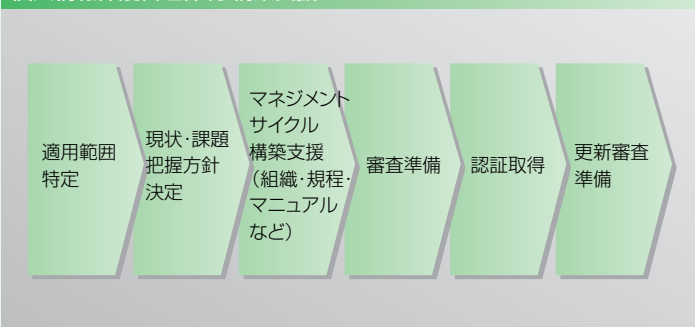 適用範囲
特定
現状・課題
把握方針
決定
マネジメント
サイクル
構築支援
（組織・規程・
マニュアル
など）
審査準備
認証取得
更新審査
準備